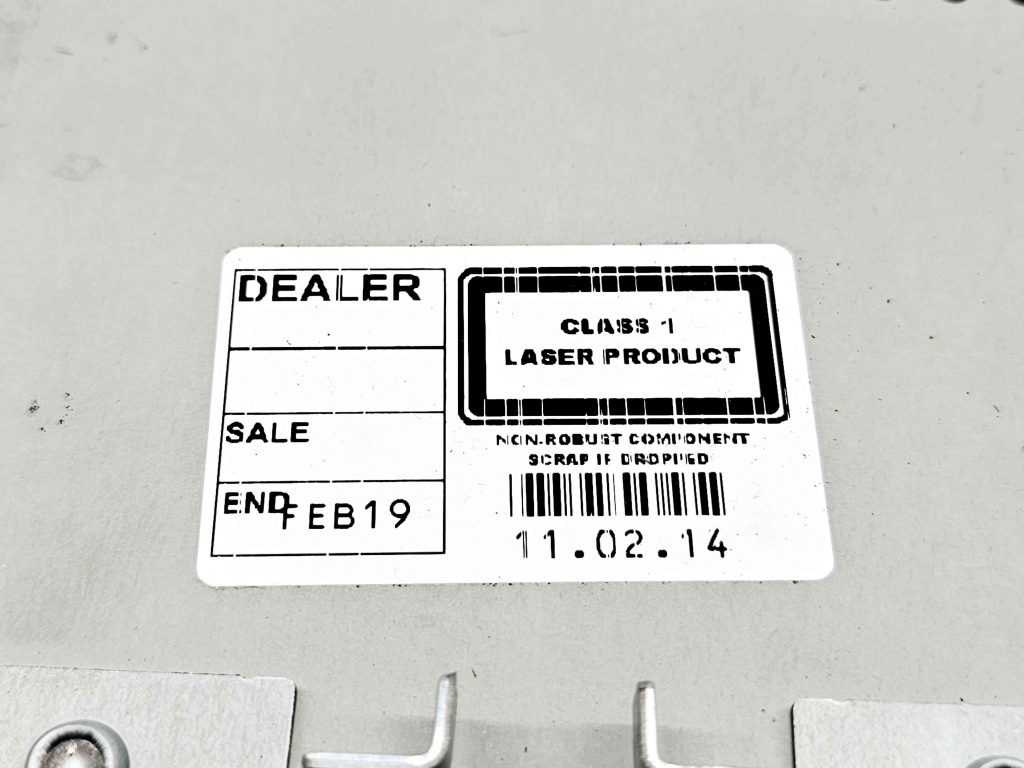 DEALER
SALE
END FEB19
CLASS 1
LASER PRODUCT
NON-ROBUST COMPONENT
SCRAP IF DROPPED
11.02.14